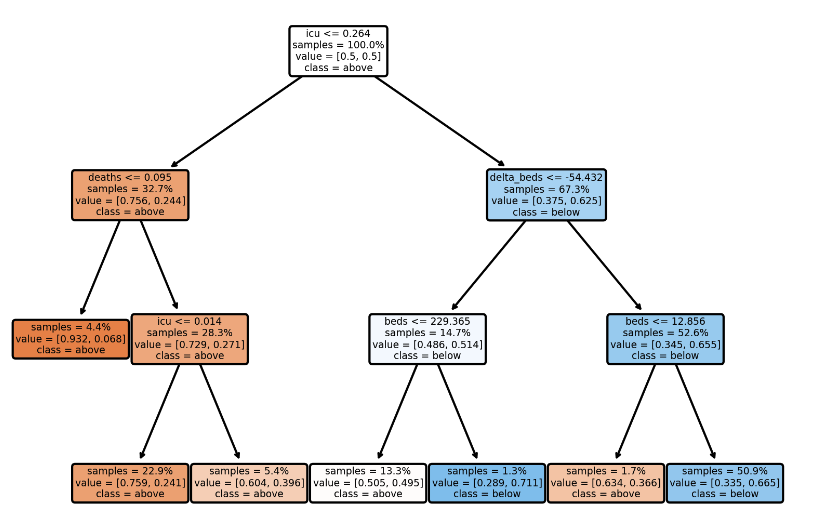 icu <= 0.264
samples = 100.0%
value = [0.5, 0.5]
class = above
deaths <= 0.095
samples = 32.7%
value = [0.756, 0.244]
class = above
delta_beds <= -54.432
samples = 67.3%
value = [0.375, 0.625]
class = below
samples = 4.4%
value = [0.932, 0.068]
class = above
icu <= 0.014
samples = 28.3%
value = [0.729, 0.271]
class = above
beds <= 229.365
samples = 14.7%
value = [0.486, 0.514]
class = below
beds <= 12.856
samples = 52.6%
value = [0.345, 0.655]
class = below
samples = 22.9%
value = [0.759, 0.241]
class = above
samples = 5.4%
value = [0.604, 0.396]
class = above
samples = 13.3%
value = [0.505, 0.495]
class = above
samples = 1.3%
value = [0.289, 0.711]
class = below
samples = 1.7%
value = [0.634, 0.366]
class = above
samples = 50.9%
value = [0.335, 0.665]
class = below